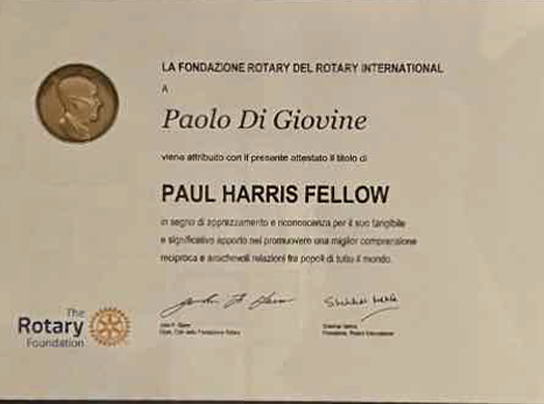 LA FONDAZIONE ROTARY DEL ROTARY INTERNATIONAL
A
Paolo Di Giovine
viene attribuito con il presente attestato il titolo di
PAUL HARRIS FELLOW
in segno di apprezzamento e riconoscenza per il suo tangibile
e significativo apporto nel promuovere una miglior comprensione
reciproca e amichevoli relazioni fra popoli di tutto il mondo.
Shekhar Mehta
The
Rotary
Foundation